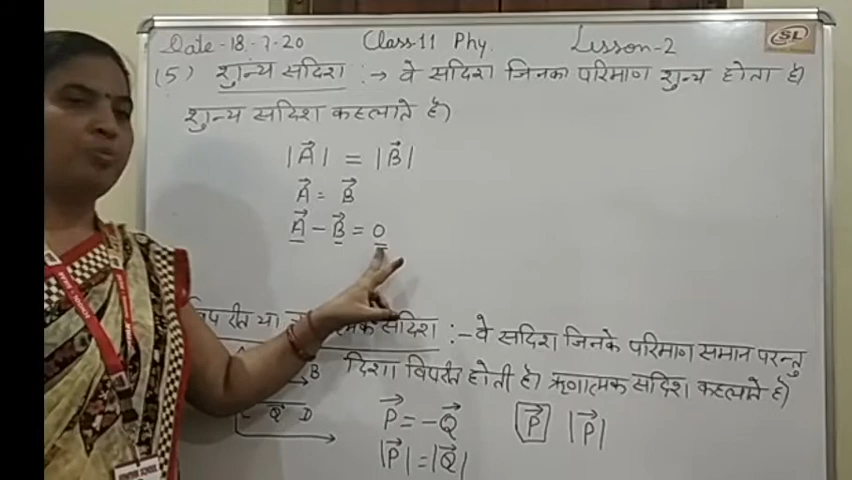 Date - 18-7-20 Class-11 Phy. Lesson-2
SL
(5) शुन्य सदिश :→ वे सदिश जिनका परिमाण शुन्य होता है।
शुन्य सदिश कहलाते है।
|A⃗| = |B⃗|
A⃗ = B⃗
A⃗ - B⃗ = 0
विपरीत या सदिश :- वे सदिश जिनके परिमाण समान परन्तु
B दिशा विपरीत होती है। ऋणात्मक सदिश कहलाते है।
Q D P⃗ = -Q⃗ P⃗ |P⃗|
|P⃗| = |Q⃗|